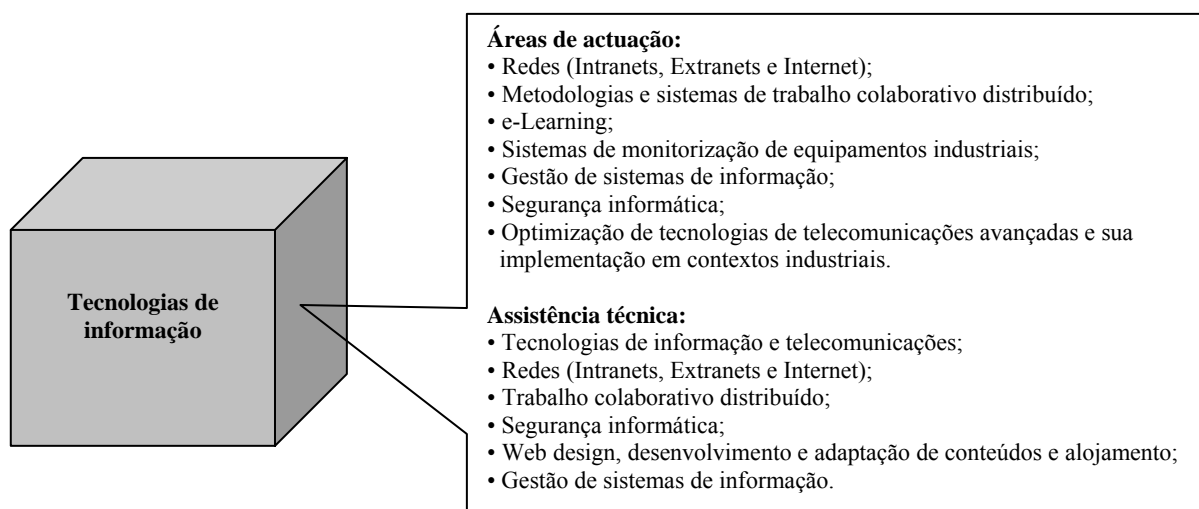 Tecnologias de
informação
Áreas de actuação:
• Redes (Intranets, Extranets e Internet);
• Metodologias e sistemas de trabalho colaborativo distribuído;
• e-Learning;
• Sistemas de monitorização de equipamentos industriais;
• Gestão de sistemas de informação;
• Segurança informática;
• Optimização de tecnologias de telecomunicações avançadas e sua
implementação em contextos industriais.
Assistência técnica:
• Tecnologias de informação e telecomunicações;
• Redes (Intranets, Extranets e Internet);
• Trabalho colaborativo distribuído;
• Segurança informática;
• Web design, desenvolvimento e adaptação de conteúdos e alojamento;
• Gestão de sistemas de informação.